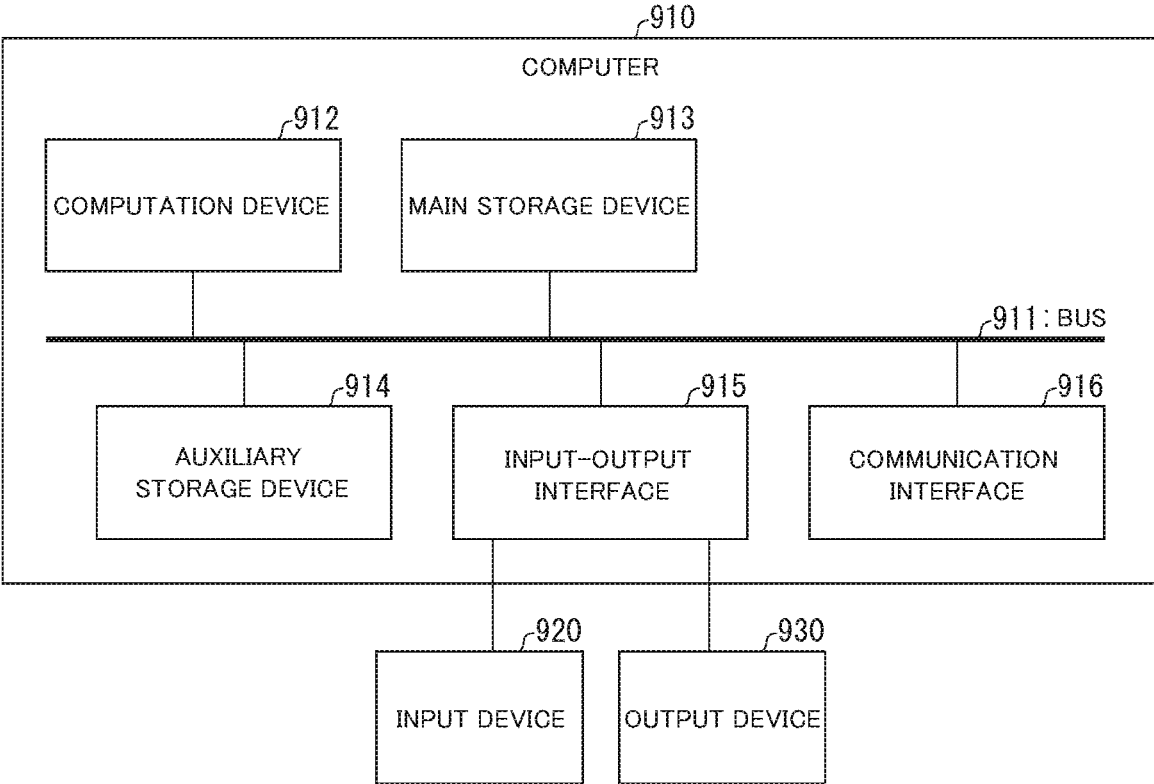 910
COMPUTER
912
COMPUTATION DEVICE
913
MAIN STORAGE DEVICE
911 : BUS
914
AUXILIARY
STORAGE DEVICE
915
INPUT-OUTPUT
INTERFACE
916
COMMUNICATION
INTERFACE
920
INPUT DEVICE
930
OUTPUT DEVICE